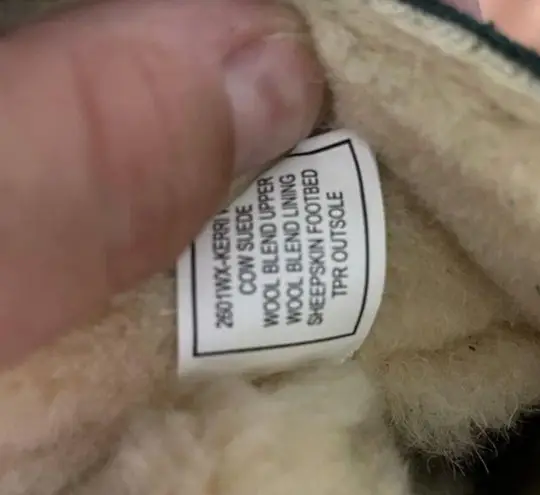 2601WX-KERRI
COW SUEDE
WOOL BLEND UPPER
WOOL BLEND LINING
SHEEPSKIN FOOTBED
TPR OUTSOLE